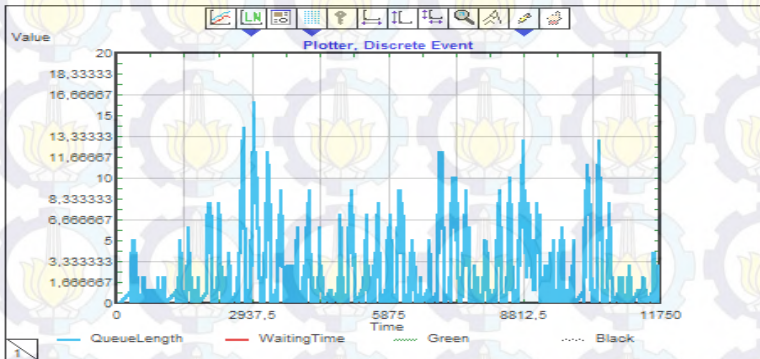 LN
Value
Plotter, Discrete Event
20
18,33333
16,66667
15
13,33333
11,66667
10
8,333333
6,666667
5
3,333333
1,666667
0
0 2937,5 5875 8812,5 11750
Time
QueueLength WaitingTime Green Black
1